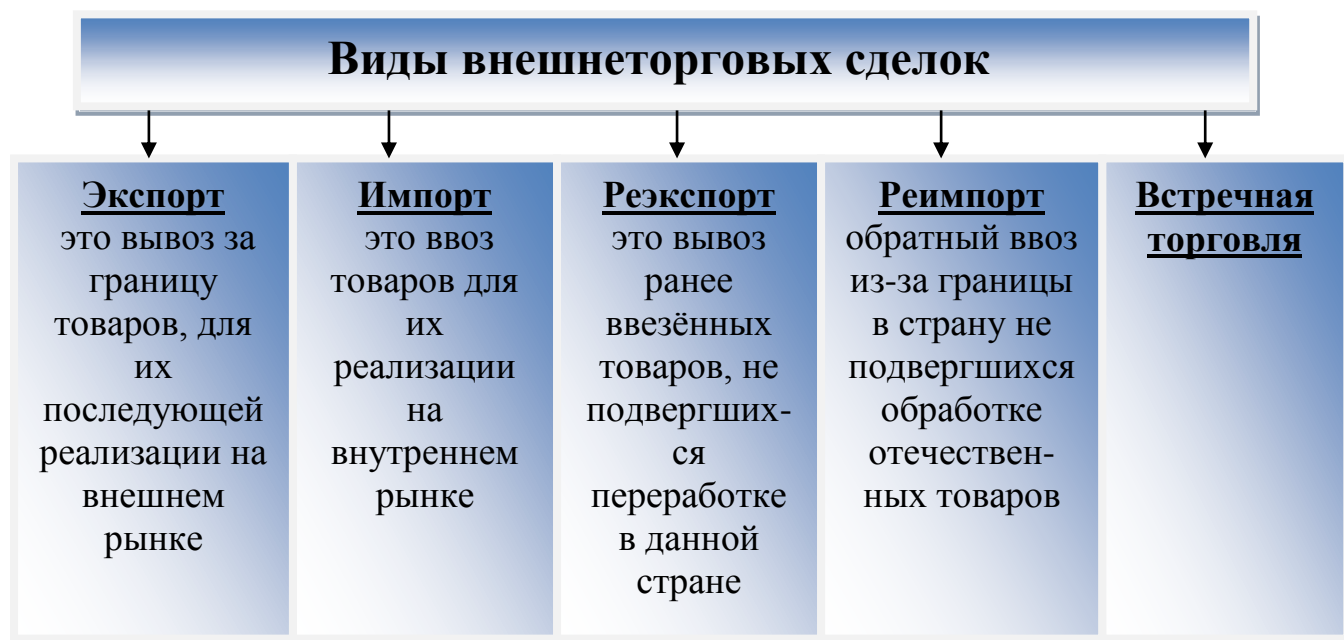 Виды внешнеторговых сделок
Экспорт
это вывоз за
границу
товаров, для
их
последующей
реализации на
внешнем
рынке
Импорт
это ввоз
товаров для
их
реализации
на
внутреннем
рынке
Реэкспорт
это вывоз
ранее
ввезённых
товаров, не
подвергших-
ся
переработке
в данной
стране
Реимпорт
обратный ввоз
из-за границы
в страну не
подвергшихся
обработке
отечествен-
ных товаров
Встречная
торговля